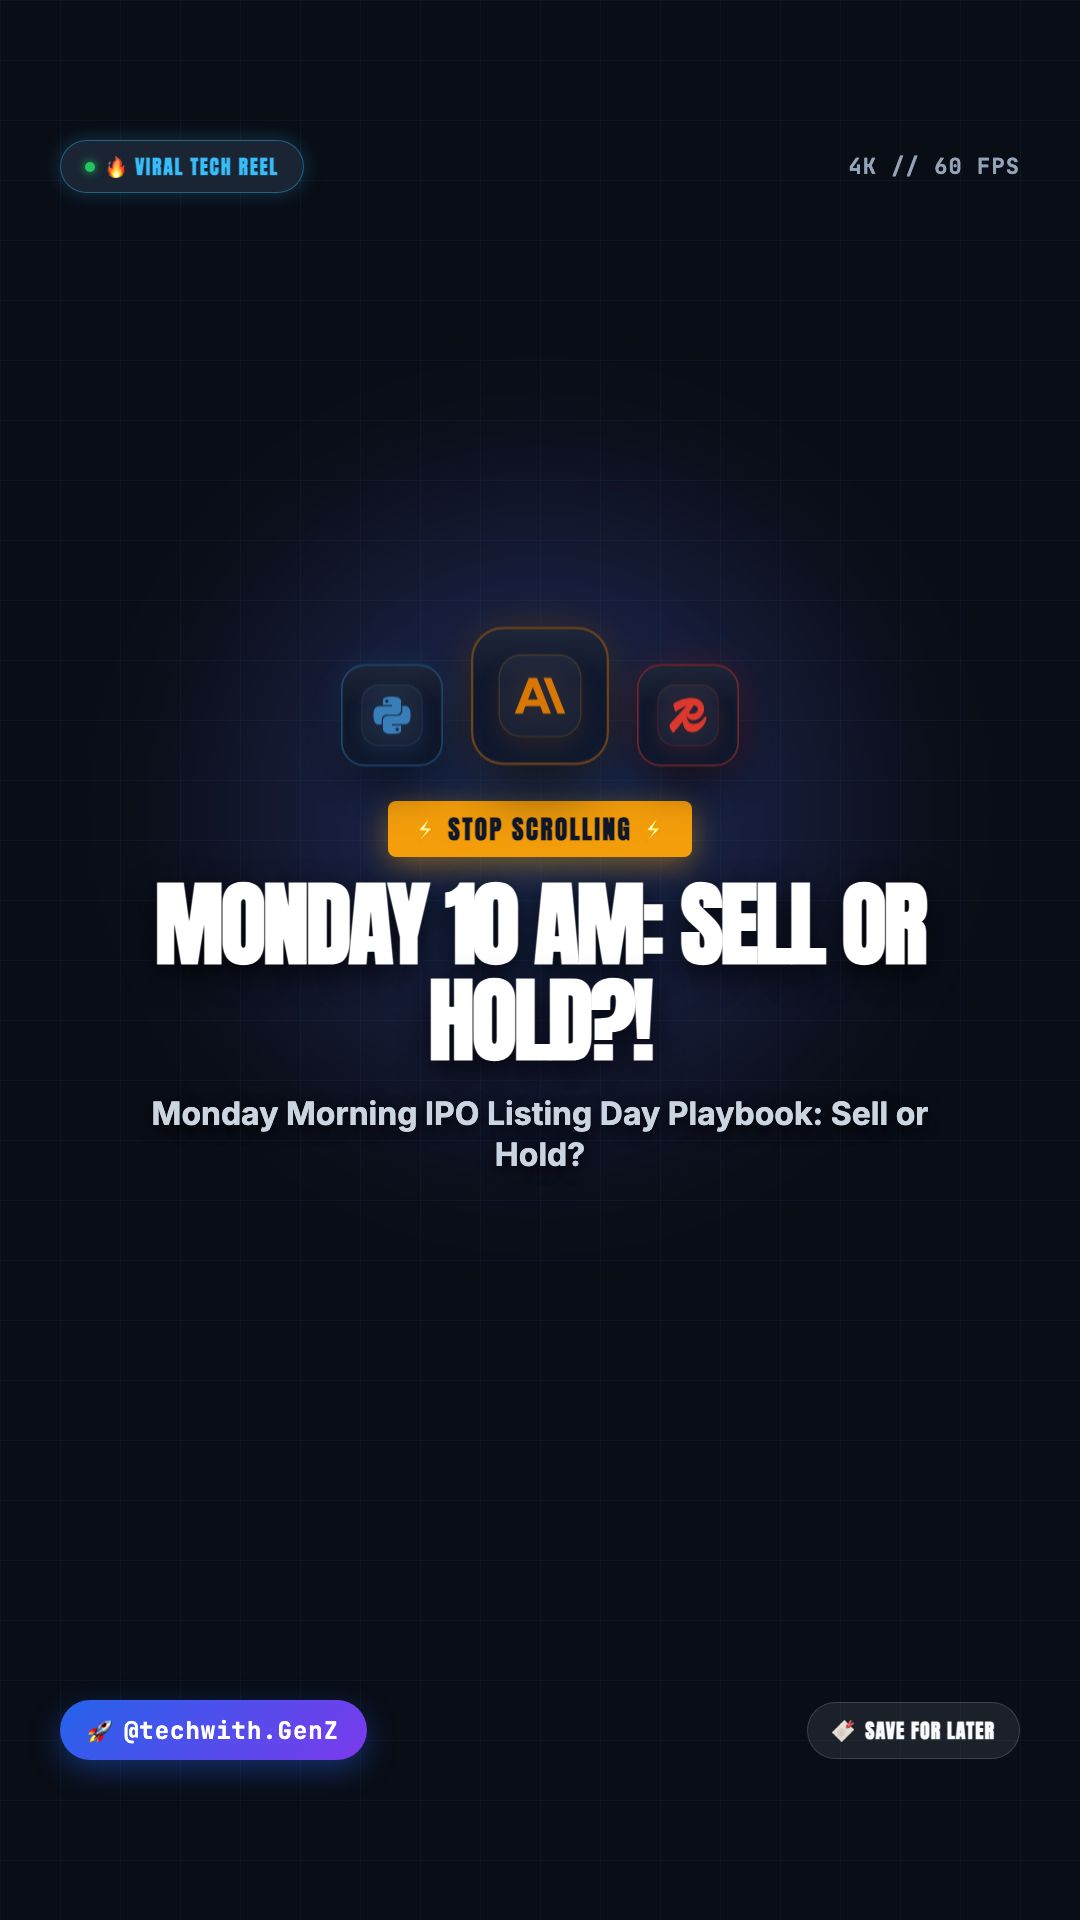 🔥 VIRAL TECH REEL
4K // 60 FPS
⚡ STOP SCROLLING ⚡
MONDAY 10 AM: SELL OR
HOLD?!
Monday Morning IPO Listing Day Playbook: Sell or
Hold?
🚀 @techwith.GenZ
🔖 SAVE FOR LATER